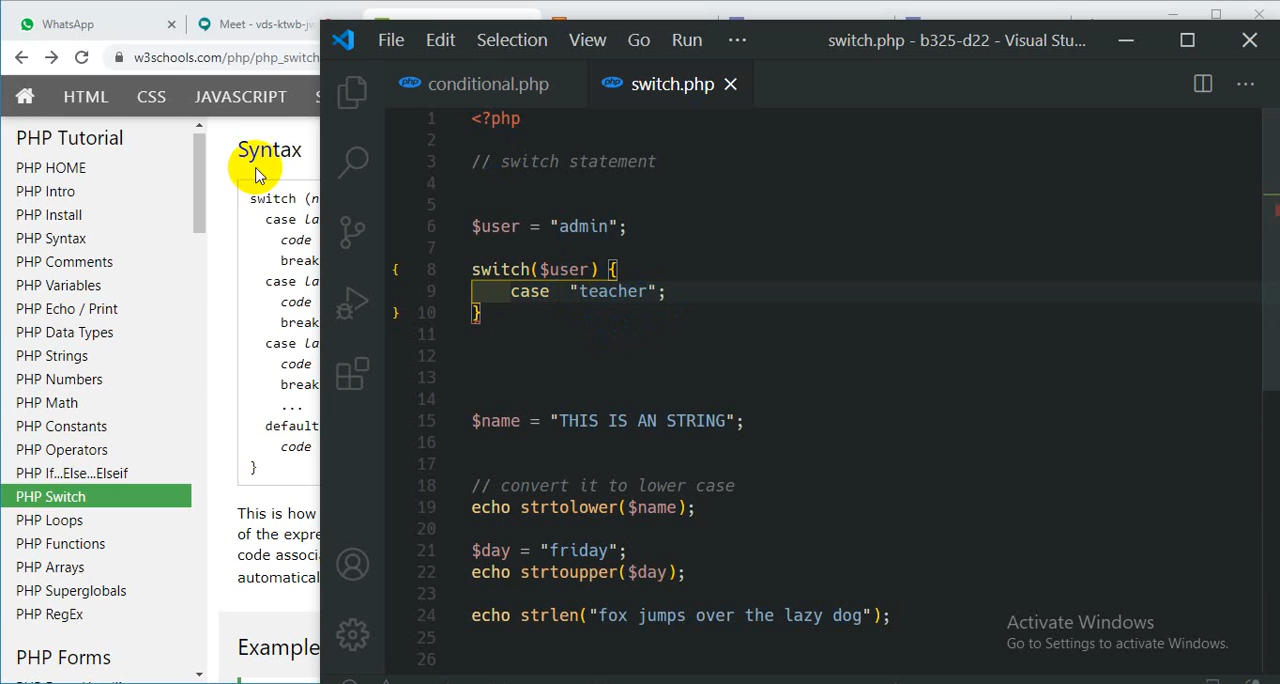 WhatsApp
Meet - vds-ktwb-
w3schools.com/php/php_switch
HTML CSS JAVASCRIPT
PHP Tutorial
PHP HOME
PHP Intro
PHP Install
PHP Syntax
PHP Comments
PHP Variables
PHP Echo / Print
PHP Data Types
PHP Strings
PHP Numbers
PHP Math
PHP Constants
PHP Operators
PHP If...Else...Elseif
PHP Switch
PHP Loops
PHP Functions
PHP Arrays
PHP Superglobals
PHP RegEx
PHP Forms
Syntax
switch (n
case la
code
break
case la
code
break
case la
code
break
...
default
code
}
This is how
of the expre
code associa
automatical
Example
File Edit Selection View Go Run ···
switch.php - b325-d22 - Visual Stu...
conditional.php
switch.php
1 <?php
2
3 // switch statement
4
5
6 $user = "admin";
7
8 switch($user) {
9 case "teacher";
10 }
11
12
13
14
15 $name = "THIS IS AN STRING";
16
17
18 // convert it to lower case
19 echo strtolower($name);
20
21 $day = "friday";
22 echo strtoupper($day);
23
24 echo strlen("fox jumps over the lazy dog");
25
26
Activate Windows
Go to Settings to activate Windows.